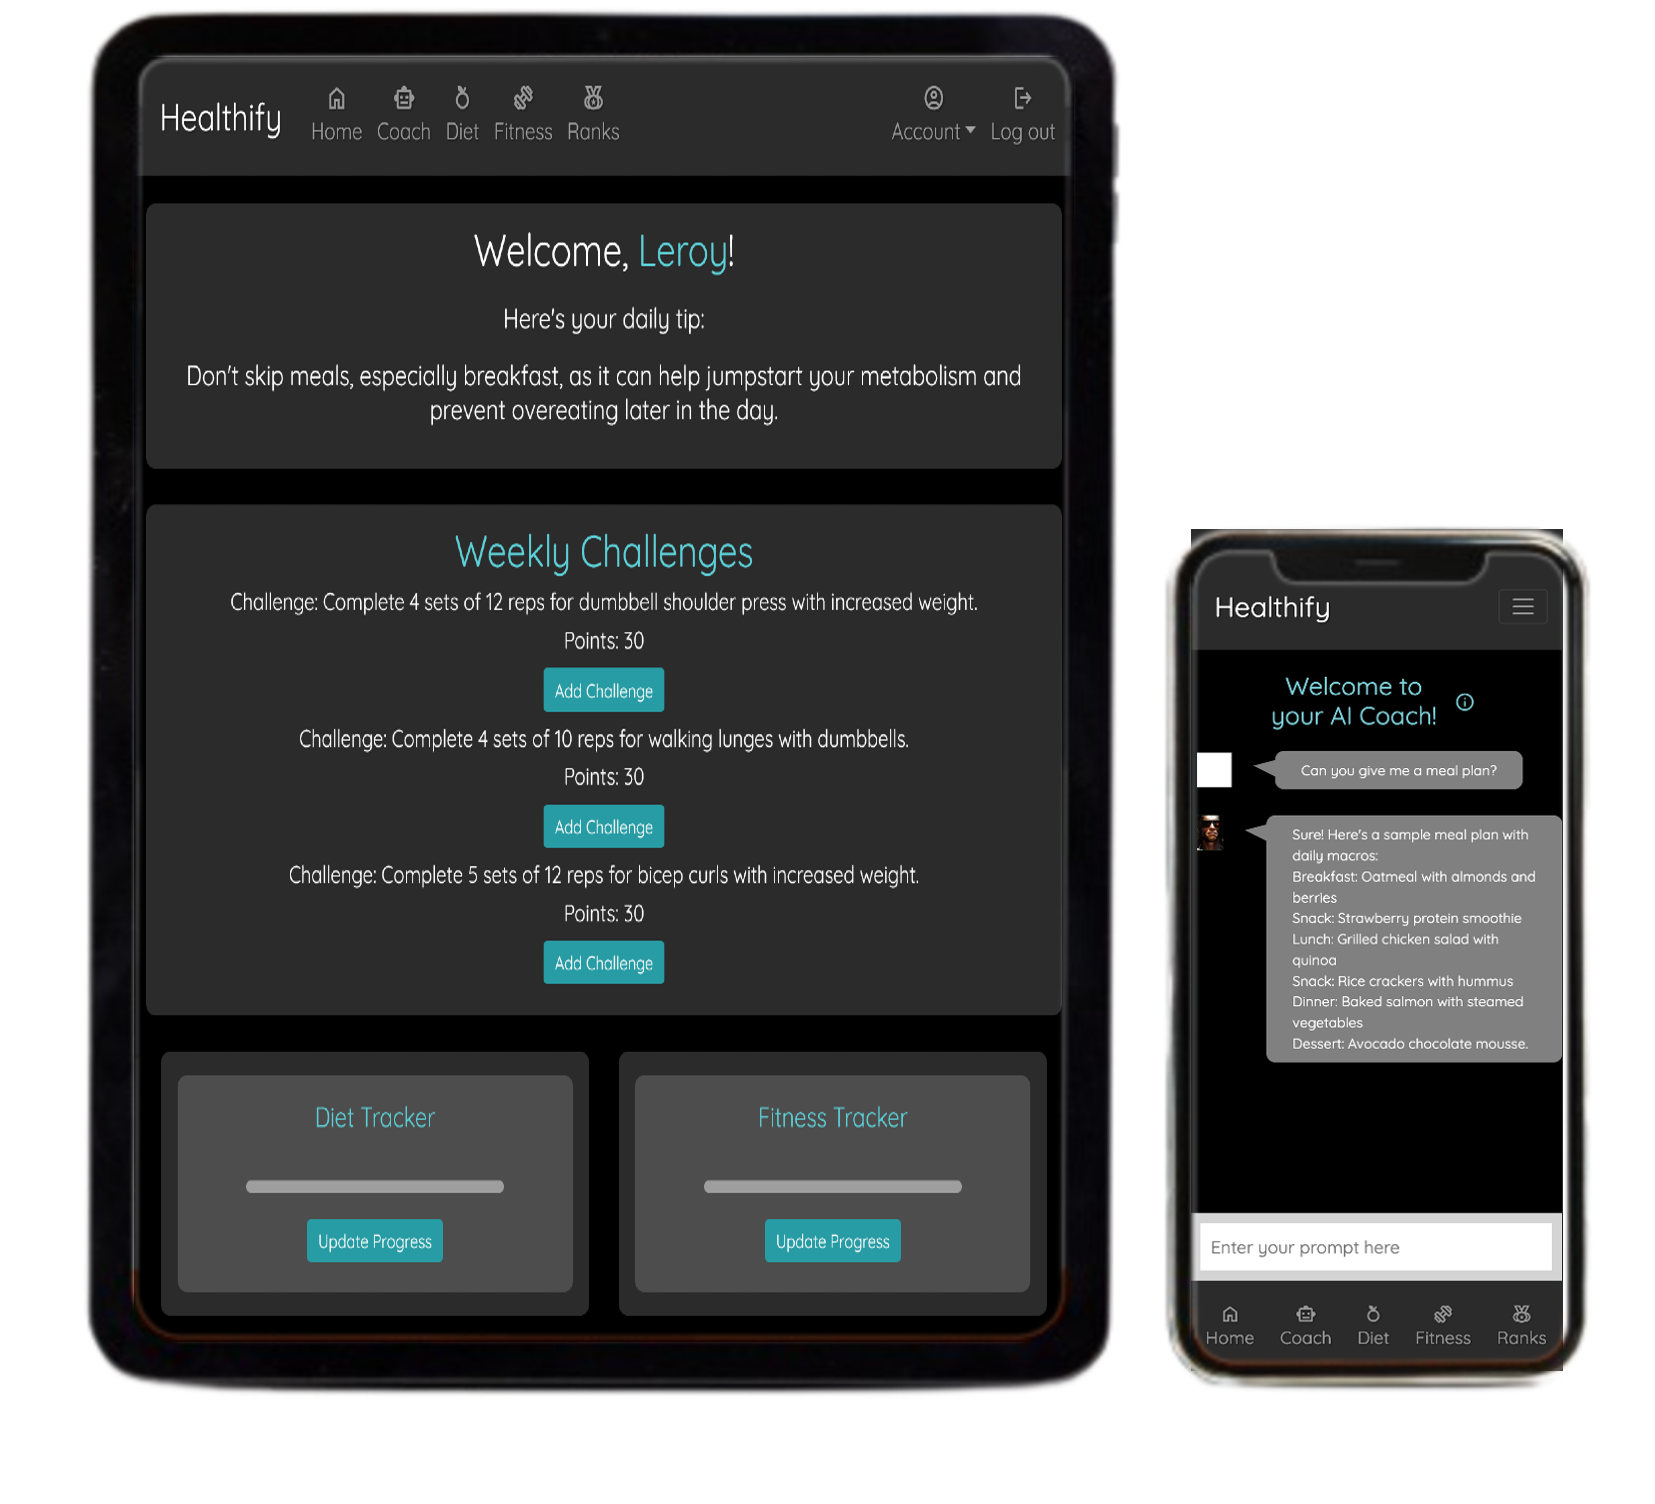 Healthify
Home Coach Diet Fitness Ranks
Account Log out
Welcome, Leroy!
Here's your daily tip:
Don't skip meals, especially breakfast, as it can help jumpstart your metabolism and
prevent overeating later in the day.
Weekly Challenges
Challenge: Complete 4 sets of 12 reps for dumbbell shoulder press with increased weight.
Points: 30
Add Challenge
Challenge: Complete 4 sets of 10 reps for walking lunges with dumbbells.
Points: 30
Add Challenge
Challenge: Complete 5 sets of 12 reps for bicep curls with increased weight.
Points: 30
Add Challenge
Diet Tracker
Update Progress
Fitness Tracker
Update Progress
Healthify
Welcome to
your AI Coach!
Can you give me a meal plan?
Sure! Here's a sample meal plan with
daily macros:
Breakfast: Oatmeal with almonds and
berries
Snack: Strawberry protein smoothie
Lunch: Grilled chicken salad with
quinoa
Snack: Rice crackers with hummus
Dinner: Baked salmon with steamed
vegetables
Dessert: Avocado chocolate mousse.
Enter your prompt here
Home Coach Diet Fitness Ranks